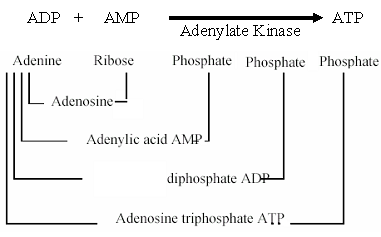 ADP + AMP Adenylate Kinase ATP
Adenine Ribose Phosphate Phosphate Phosphate
Adenosine
Adenylic acid AMP
diphosphate ADP
Adenosine triphosphate ATP